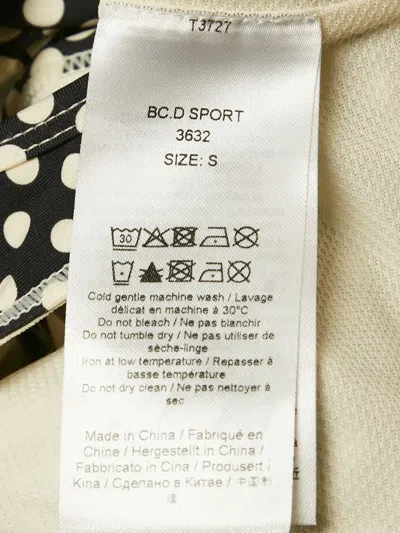 T3727
BC.D SPORT
3632
SIZE: S
30
Cold gentle machine wash / Lavage
délicat en machine à 30°C
Do not bleach / Ne pas blanchir
Do not tumble dry / Ne pas utiliser de
sèche-linge
Iron at low temperature / Repasser à
basse température
Do not dry clean / Ne pas nettoyer à
sec
Made in China / Fabriqué en
Chine / Hergestellt in China /
Fabbricato in Cina / Produsert i
Kina / Сделано в Китае / 中国制
造